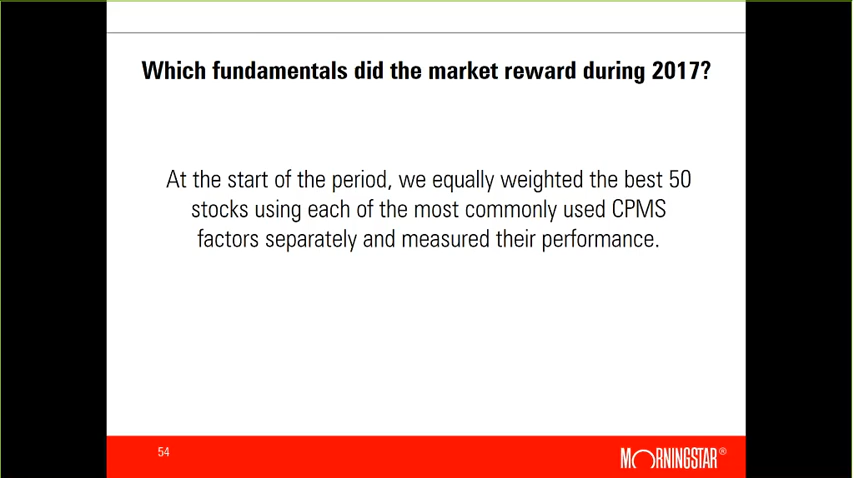 Which fundamentals did the market reward during 2017?
At the start of the period, we equally weighted the best 50
stocks using each of the most commonly used CPMS
factors separately and measured their performance.
54
MORNINGSTAR®